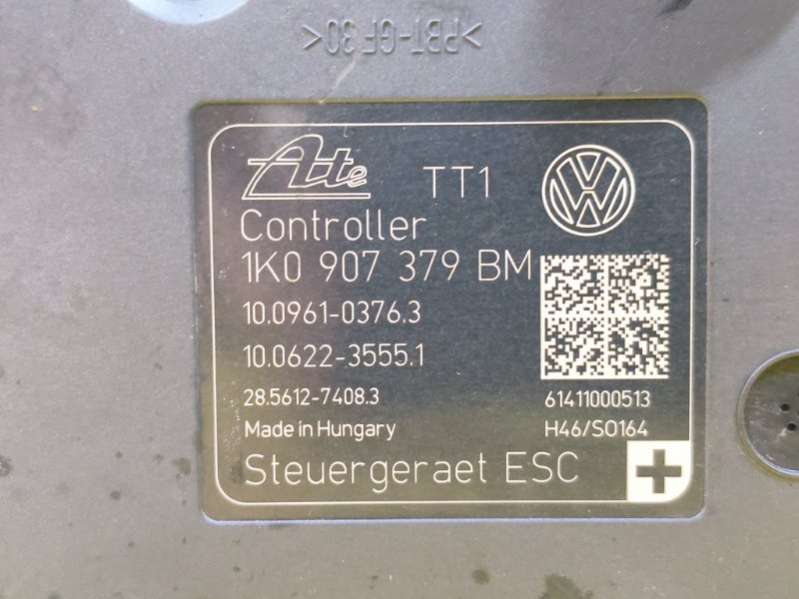 >PBT-GF30<
Ate TT1
Controller
1K0 907 379 BM
10.0961-0376.3
10.0622-3555.1
28.5612-7408.3 61411000513
Made in Hungary H46/SO164
Steuergeraet ESC